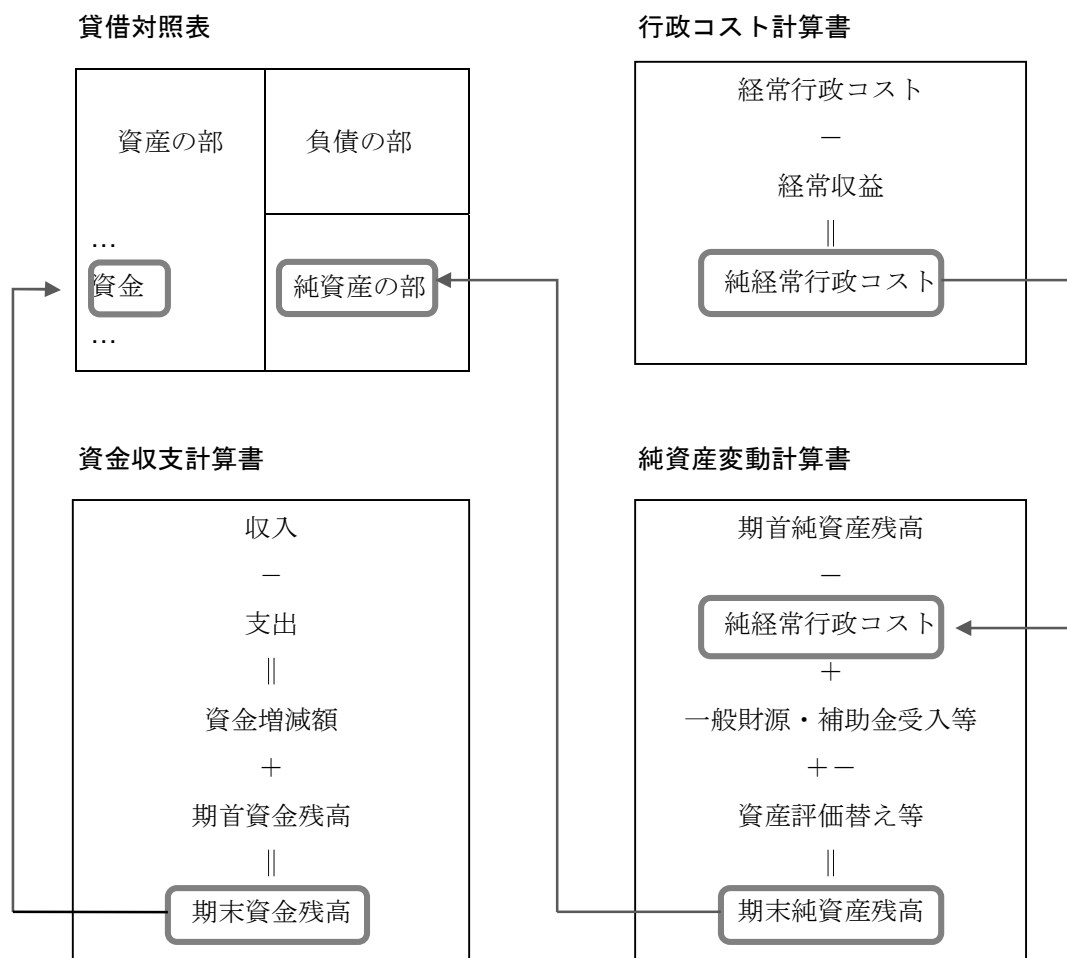 貸借対照表
資産の部
負債の部
…
資金
純資産の部
…
行政コスト計算書
経常行政コスト
－
経常収益
||
純経常行政コスト
資金収支計算書
収入
－
支出
||
資金増減額
＋
期首資金残高
||
期末資金残高
純資産変動計算書
期首純資産残高
－
純経常行政コスト
＋
一般財源・補助金受入等
＋－
資産評価替え等
||
期末純資産残高